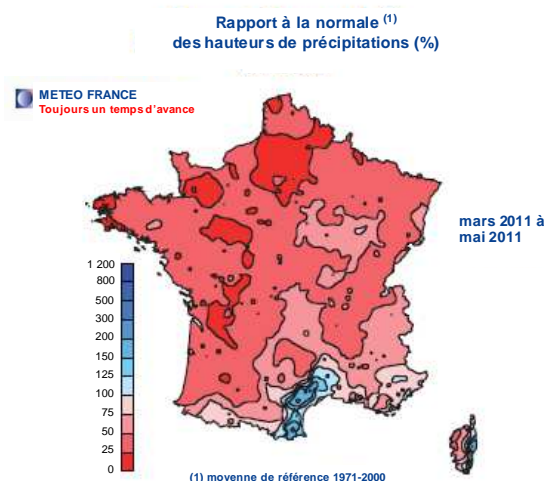 Rapport à la normale (1)
des hauteurs de précipitations (%)
METEO FRANCE
Toujours un temps d'avance
mars 2011 à
mai 2011
1 200
800
500
300
200
150
125
100
75
50
25
0
(1) moyenne de référence 1971-2000